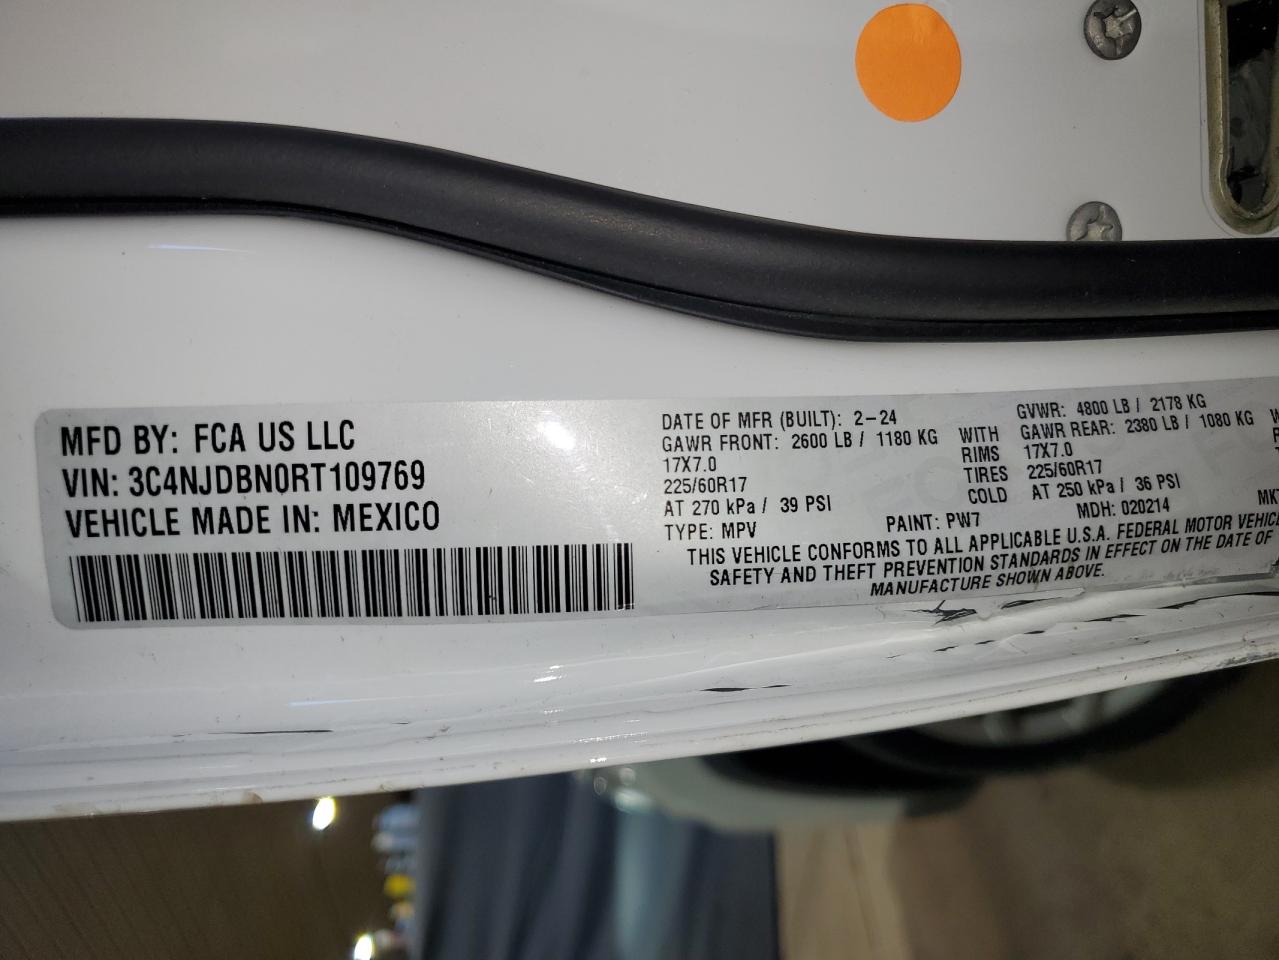 MFD BY: FCA US LLC
VIN: 3C4NJDBN0RT109769
VEHICLE MADE IN: MEXICO
DATE OF MFR (BUILT): 2-24 GVWR: 4800 LB / 2178 KG
GAWR FRONT: 2600 LB / 1180 KG WITH GAWR REAR: 2380 LB / 1080 KG
17X7.0 RIMS 17X7.0
225/60R17 TIRES 225/60R17
AT 270 kPa / 39 PSI COLD AT 250 kPa / 36 PSI
TYPE: MPV PAINT: PW7 MDH: 020214
THIS VEHICLE CONFORMS TO ALL APPLICABLE U.S.A. FEDERAL MOTOR
SAFETY AND THEFT PREVENTION STANDARDS IN EFFECT ON THE DATE OF
MANUFACTURE SHOWN ABOVE.